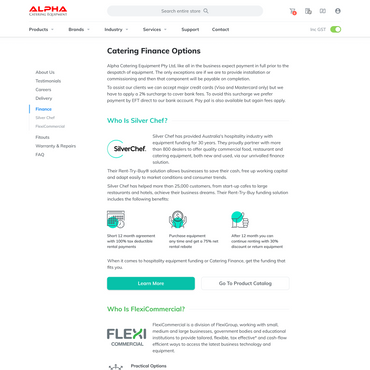 ALPHA
CATERING EQUIPMENT
Search entire store
Products
Brands
Industry
Services
Support
Contact
Inc GST
Catering Finance Options
About Us
Testimonials
Careers
Delivery
Finance
Silver Chef
FlexiCommercial
Fitouts
Warranty & Repairs
FAQ
Alpha Catering Equipment Pty Ltd, like all in the business expect payment in full prior to the
dispatch of equipment. The only exceptions if we are to provide installation or
commissioning and then that component will be payable on completion.
To assist our clients we can accept major credit cards (Visa and Mastercard only) but we
have to apply a 2% surcharge to cover bank fees. To avoid this surcharge we prefer
payment by EFT direct to our bank account. Pay pal is also available but again fees apply.
Who Is Silver Chef?
SilverChef
Silver Chef has provided Australia's hospitality industry with
equipment funding for 30 years. They proudly partner with more
than 800 dealers to offer quality commercial food, restaurant and
catering equipment, both new and used, via our unrivalled finance
solution.
Their Rent-Try-Buy® solution allows businesses to save their cash, free up working capital
and adapt easily to market conditions and consumer trends.
Silver Chef has helped more than 25,000 customers, from start-up cafes to large
restaurants and hotels, achieve their business dreams. Their Rent-Try-Buy funding solution
includes the following benefits:
Short 12 month agreement
with 100% tax deductible
rental payments
Purchase equipment
any time and get a 75% net
rental rebate
After 12 month you can
continue renting with 30%
discount or return equipment
When it comes to hospitality equipment funding or Catering Finance, get the funding that
fits you.
Learn More
Go To Product Catalog
Who Is FlexiCommercial?
FLEXI
COMMERCIAL
FlexiCommercial is a division of FlexiGroup, working with small,
medium and large businesses, government bodies and educational
institutions to provide tailored, flexible, tax effective* and cash-flow
efficient ways to access the latest business technology and
equipment.
Practical Options